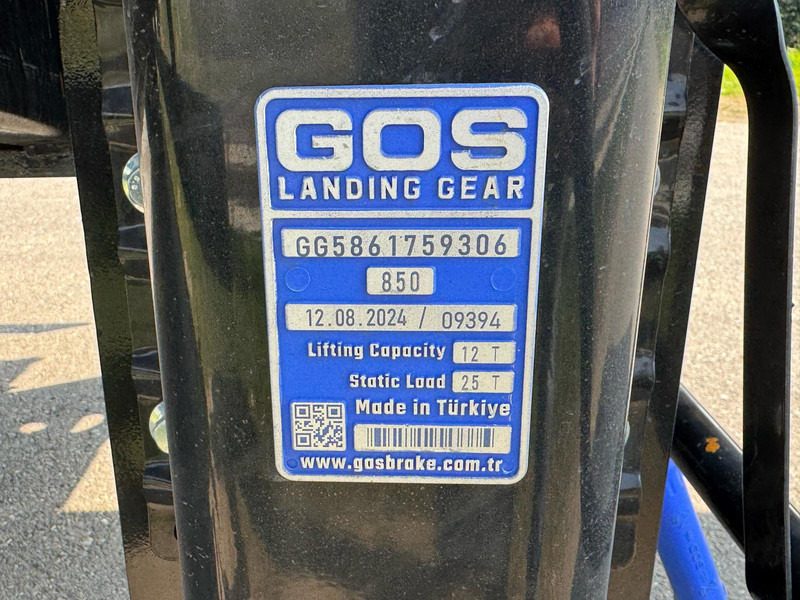 GOS
LANDING GEAR
GG5861759306
850
12.08.2024 / 09394
Lifting Capacity 12 T
Static Load 25 T
Made in Türkiye
www.gosbrake.com.tr